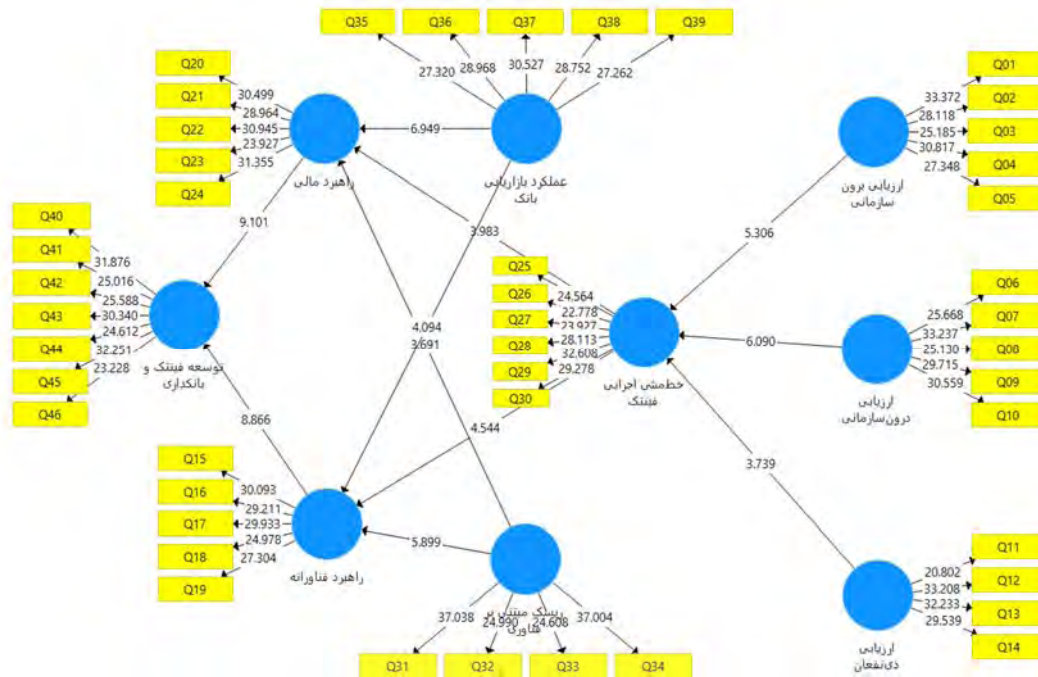 Q35
Q36
Q37
Q38
Q39
27.320
28.968
30.527
28.752
27.262
Q20
Q21
Q22
Q23
Q24
30.499
28.964
30.945
23.927
31.355
راهبرد مالی
6.949
عملکرد بازاریابی
بانک
Q01
Q02
Q03
Q04
Q05
33.372
28.118
25.185
30.817
27.348
ارزیابی برون
سازمانی
9.101
3.983
5.306
Q40
Q41
Q42
Q43
Q44
Q45
Q46
31.876
25.016
25.588
30.340
24.612
32.251
23.228
توسعه فینتک و
بانکداری
Q25
Q26
Q27
Q28
Q29
Q30
24.564
22.778
23.927
28.113
32.608
29.278
خط‌مشی اجرایی
فینتک
4.094
3.691
6.090
Q06
Q07
Q08
Q09
Q10
25.668
33.237
25.130
29.715
30.559
ارزیابی
درون‌سازمانی
8.866
4.544
3.739
Q15
Q16
Q17
Q18
Q19
30.093
29.211
29.933
24.978
27.304
راهبرد فناورانه
5.899
ریسک مبتنی بر
فناوری
37.038
24.990
24.608
37.004
Q31
Q32
Q33
Q34
Q11
Q12
Q13
Q14
20.802
33.208
32.233
29.539
ارزیابی
ذی‌نفعان